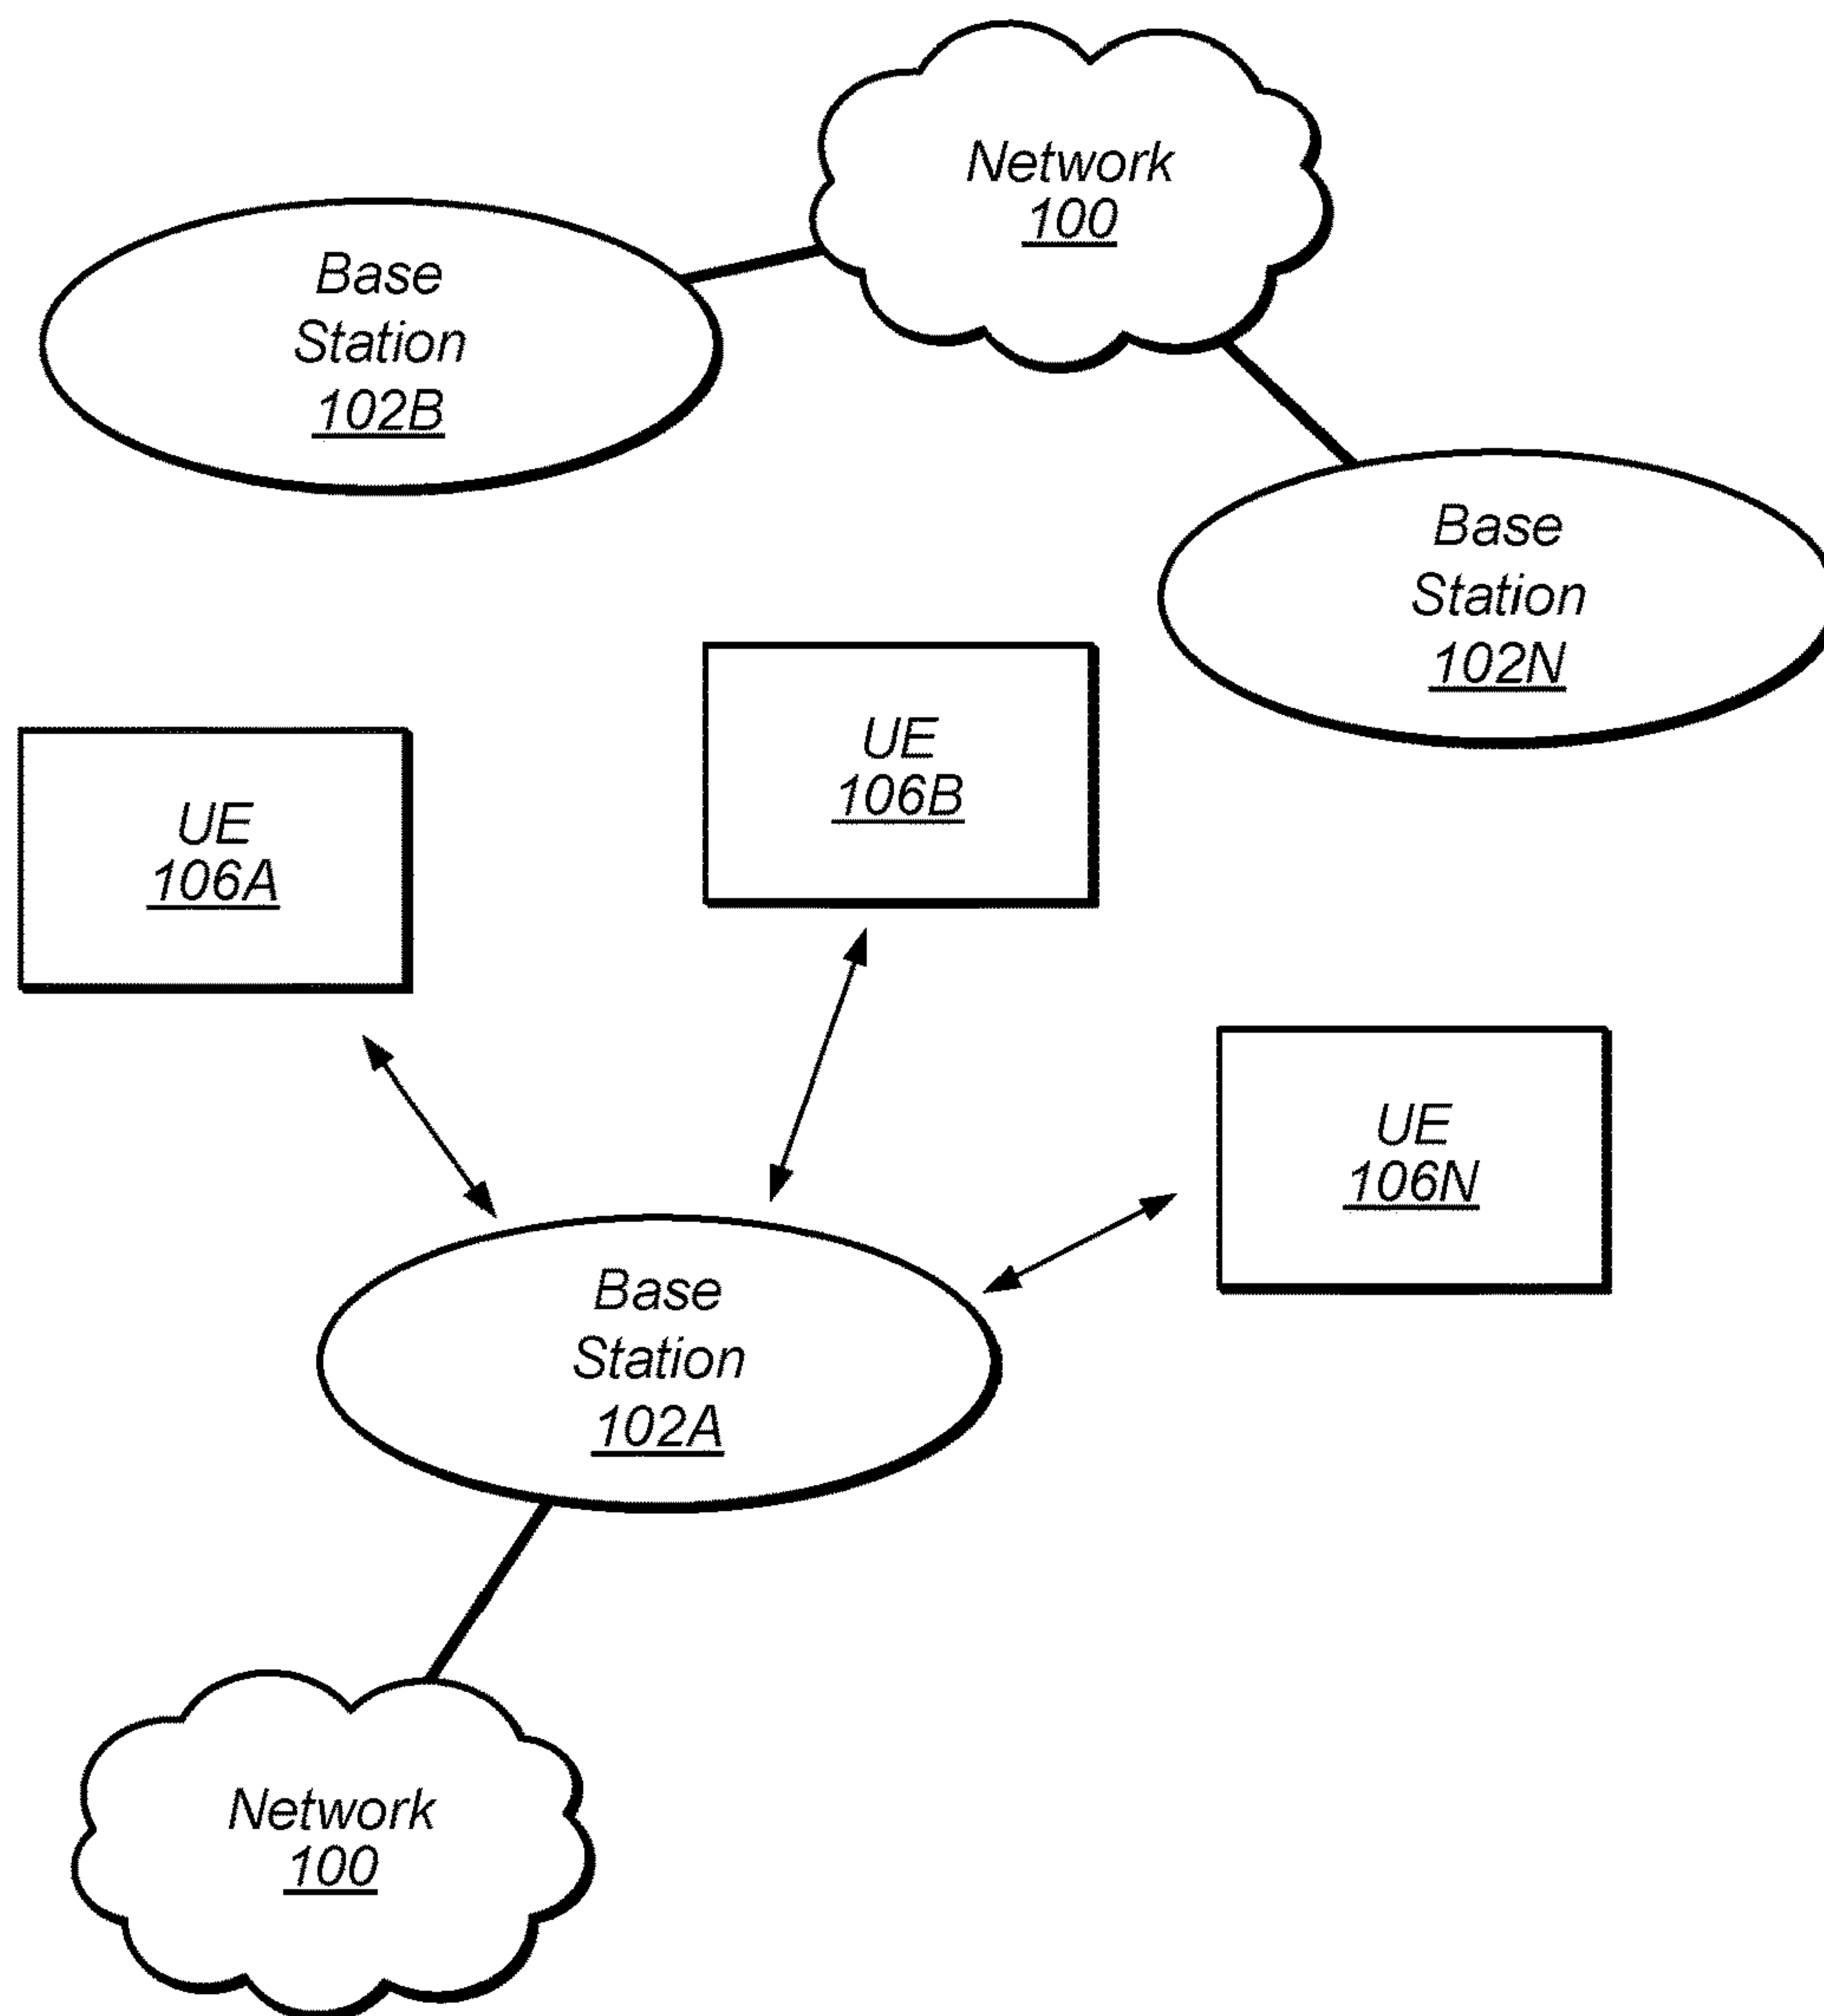 Network
100
Base
Station
102B
Base
Station
102N
UE
106B
UE
106A
UE
106N
Base
Station
102A
Network
100